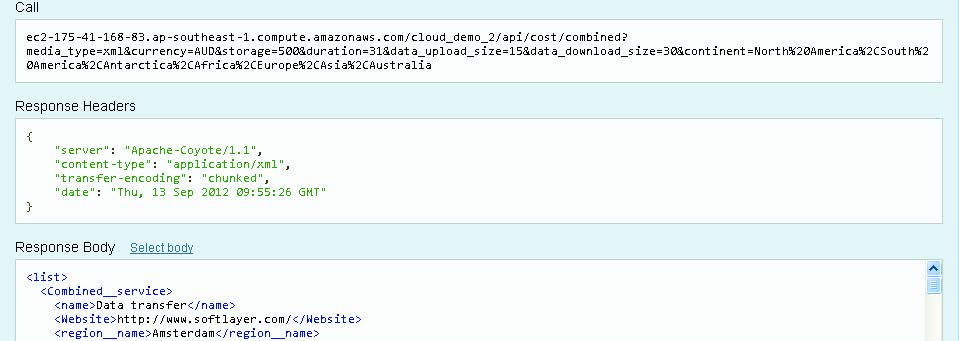 Call
ec2-175-41-168-83.ap-southeast-1.compute.amazonaws.com/cloud_demo_2/api/cost/combined?
media_type=xml&currency=AUD&storage=500&duration=31&data_upload_size=15&data_download_size=30&continent=North%20America%2CSouth%2
0America%2CAntarctica%2CAfrica%2CEurope%2CAsia%2CAustralia
Response Headers
{
"server": "Apache-Coyote/1.1",
"content-type": "application/xml",
"transfer-encoding": "chunked",
"date": "Thu, 13 Sep 2012 09:55:26 GMT"
}
Response Body Select body
<list>
<Combined__service>
<name>Data transfer</name>
<Website>http://www.softlayer.com/</Website>
<region__name>Amsterdam</region__name>